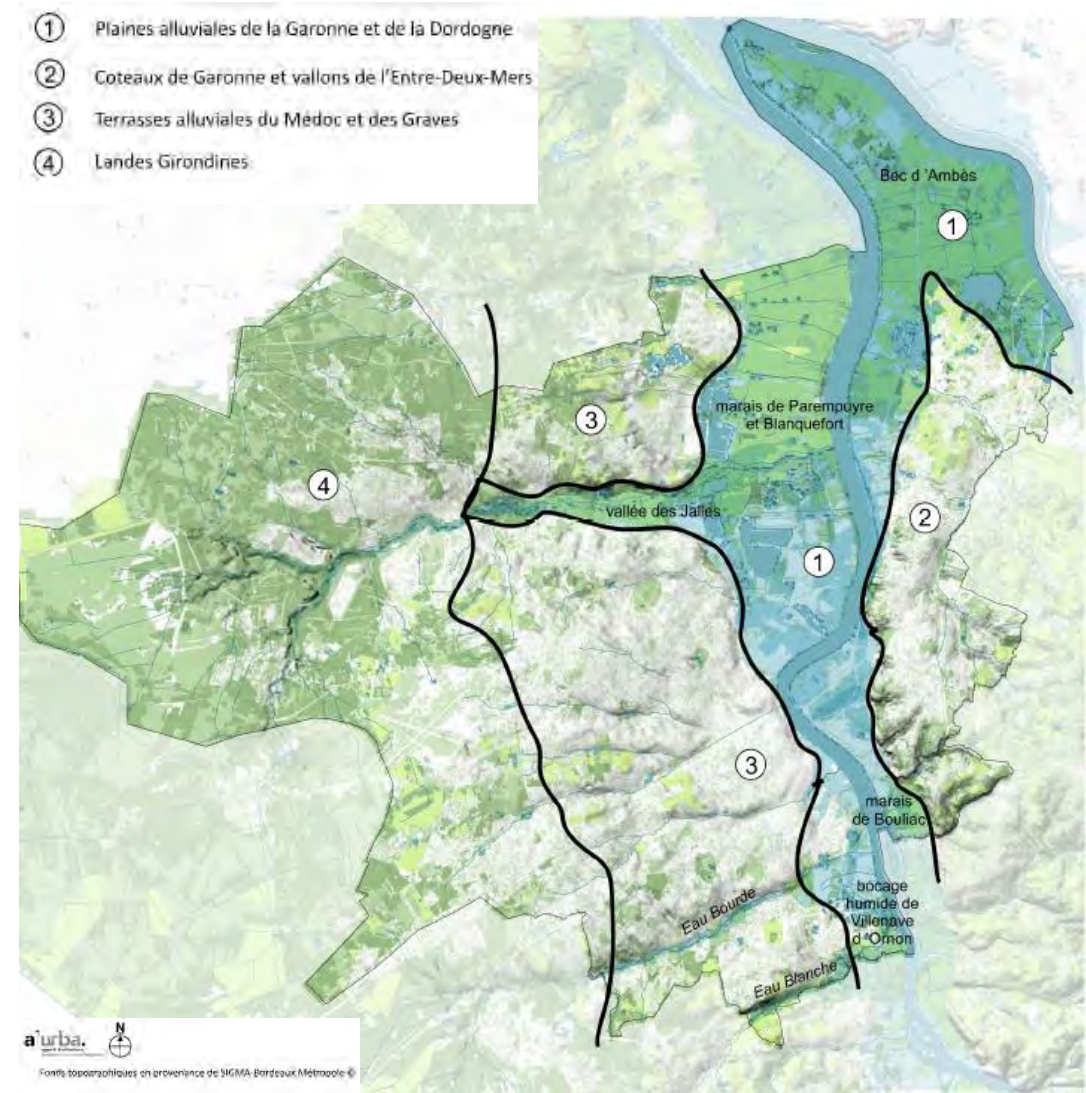 1 Plaines alluviales de la Garonne et de la Dordogne
2 Coteaux de Garonne et vallons de l'Entre-Deux-Mers
3 Terrasses alluviales du Médoc et des Graves
4 Landes Girondines
Bec d 'Ambès
1
marais de Parempuyre
et Blanquefort
3
4
vallée des Jalles
2
1
3
marais
de Bouliac
bocage
humide de
Villenave
d 'Ornon
Eau Bourde
Eau Blanche
a'urba.
N
Fonds topographiques en provenance de SIGMA-Bordeaux Métropole ©